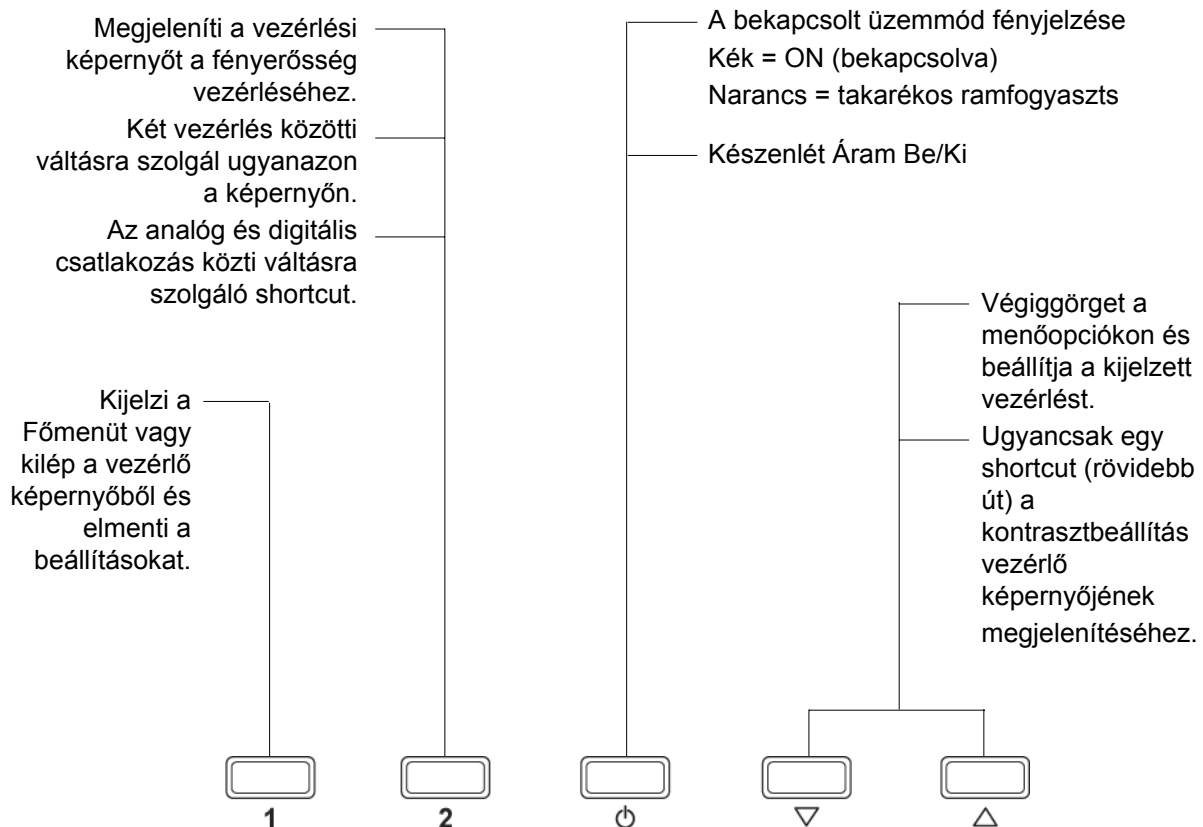 Megjeleníti a vezérlési
képernyőt a fényerősség
vezérléséhez.
Két vezérlés közötti
váltásra szolgál ugyanazon
a képernyőn.
Az analóg és digitális
csatlakozás közti váltásra
szolgáló shortcut.
Kijelzi a
Főmenüt vagy
kilép a vezérlő
képernyőből és
elmenti a
beállításokat.
A bekapcsolt üzemmód fényjelzése
Kék = ON (bekapcsolva)
Narancs = takarékos ramfogyaszts
Készenlét Áram Be/Ki
Végiggörget a
menőopciókon és
beállítja a kijelzett
vezérlést.
Ugyancsak egy
shortcut (rövidebb
út) a
kontrasztbeállítás
vezérlő
képernyőjének
megjelenítéséhez.
1
2